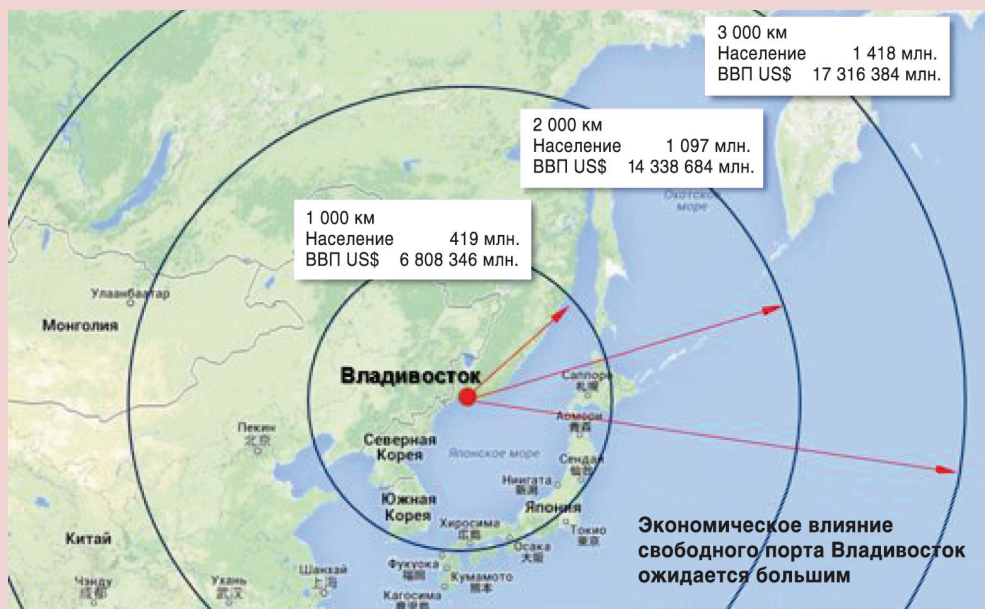 3 000 км
Население 1 418 млн.
ВВП US$ 17 316 384 млн.
2 000 км
Население 1 097 млн.
ВВП US$ 14 338 684 млн.
Охотское
море
1 000 км
Население 419 млн.
ВВП US$ 6 808 346 млн.
Улаанбаатар
Монголия
Владивосток
Саппоро
札幌
Аомори
青森
Пекин
北京
Северная
Корея
Японское море
Сендай
仙台
Ниигата
新潟
Южная
Корея
Япония
Токио
東京
Хиросима
広島
Осака
大阪
Китай
Фукуока
福岡
Кумамото
熊本
Кагосима
鹿児島
Шанхай
上海
Ухань
武汉
Чэнду
成都
Экономическое влияние
свободного порта Владивосток
ожидается большим